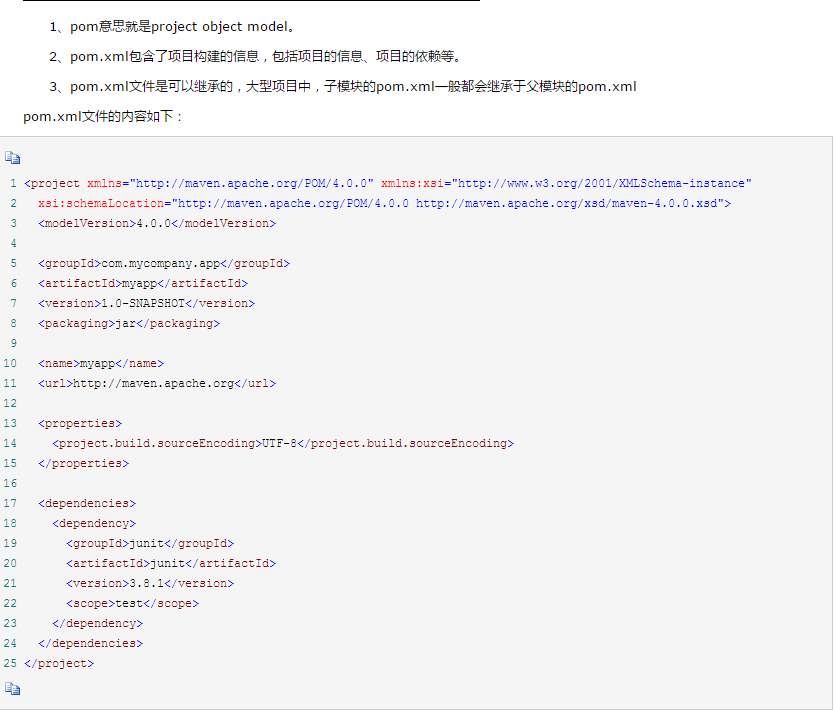 1、pom意思就是project object model。
2、pom.xml包含了项目构建的信息，包括项目的信息、项目的依赖等。
3、pom.xml文件是可以继承的，大型项目中，子模块的pom.xml一般都会继承于父模块的pom.xml
pom.xml文件的内容如下：
1 <project xmlns="http://maven.apache.org/POM/4.0.0" xmlns:xsi="http://www.w3.org/2001/XMLSchema-instance"
2   xsi:schemaLocation="http://maven.apache.org/POM/4.0.0 http://maven.apache.org/xsd/maven-4.0.0.xsd">
3   <modelVersion>4.0.0</modelVersion>
4
5   <groupId>com.mycompany.app</groupId>
6   <artifactId>myapp</artifactId>
7   <version>1.0-SNAPSHOT</version>
8   <packaging>jar</packaging>
9
10   <name>myapp</name>
11   <url>http://maven.apache.org</url>
12
13   <properties>
14     <project.build.sourceEncoding>UTF-8</project.build.sourceEncoding>
15   </properties>
16
17   <dependencies>
18     <dependency>
19       <groupId>junit</groupId>
20       <artifactId>junit</artifactId>
21       <version>3.8.1</version>
22       <scope>test</scope>
23     </dependency>
24   </dependencies>
25 </project>